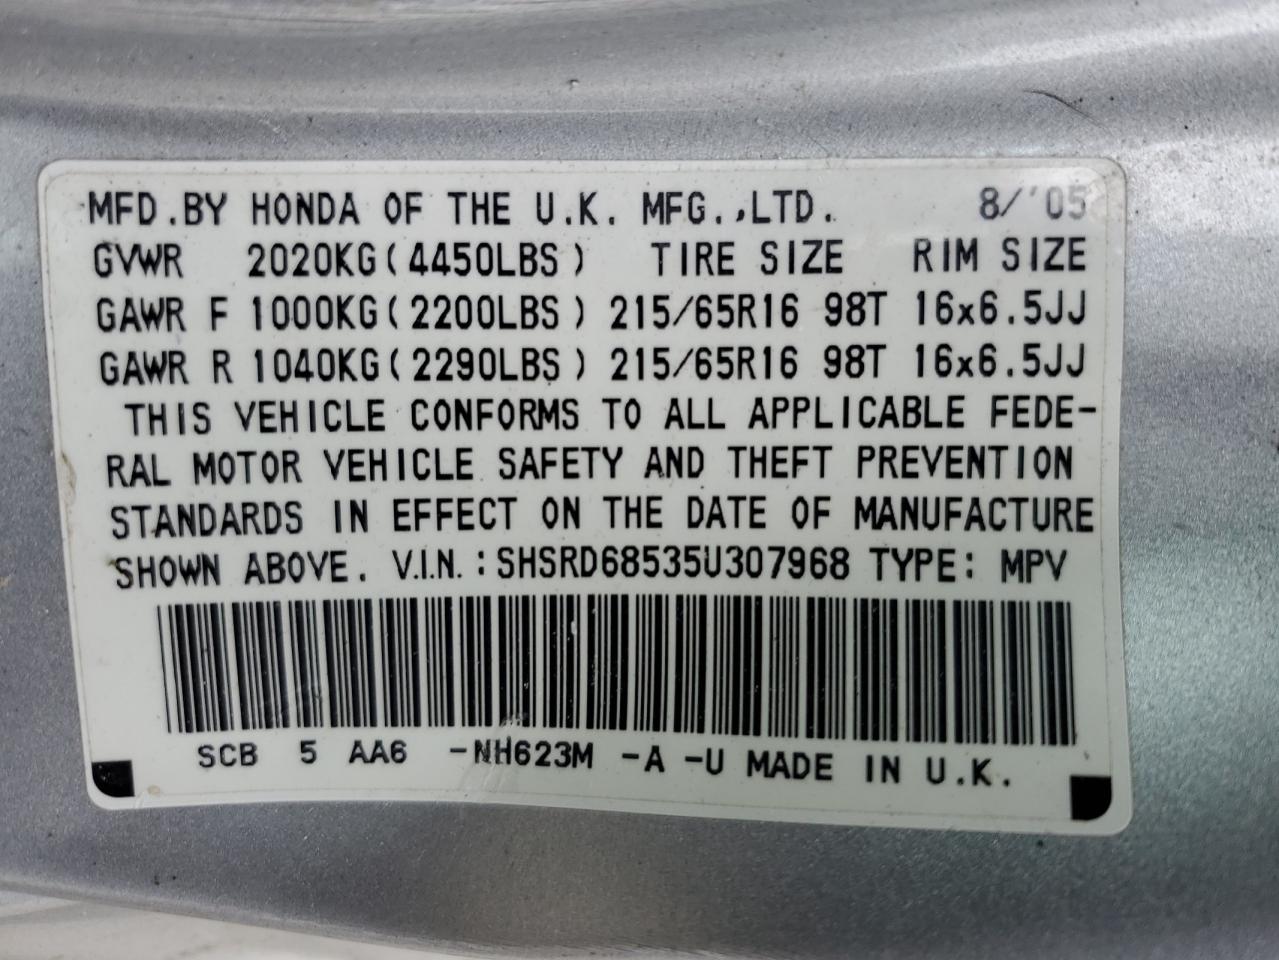 MFD.BY HONDA OF THE U.K. MFG.,LTD. 8/'05
GVWR 2020KG(4450LBS) TIRE SIZE RIM SIZE
GAWR F 1000KG(2200LBS) 215/65R16 98T 16x6.5JJ
GAWR R 1040KG(2290LBS) 215/65R16 98T 16x6.5JJ
THIS VEHICLE CONFORMS TO ALL APPLICABLE FEDE-
RAL MOTOR VEHICLE SAFETY AND THEFT PREVENTION
STANDARDS IN EFFECT ON THE DATE OF MANUFACTURE
SHOWN ABOVE. V.I.N.:SHSRD68535U307968 TYPE: MPV
SCB 5 AA6 -NH623M -A -U MADE IN U.K.